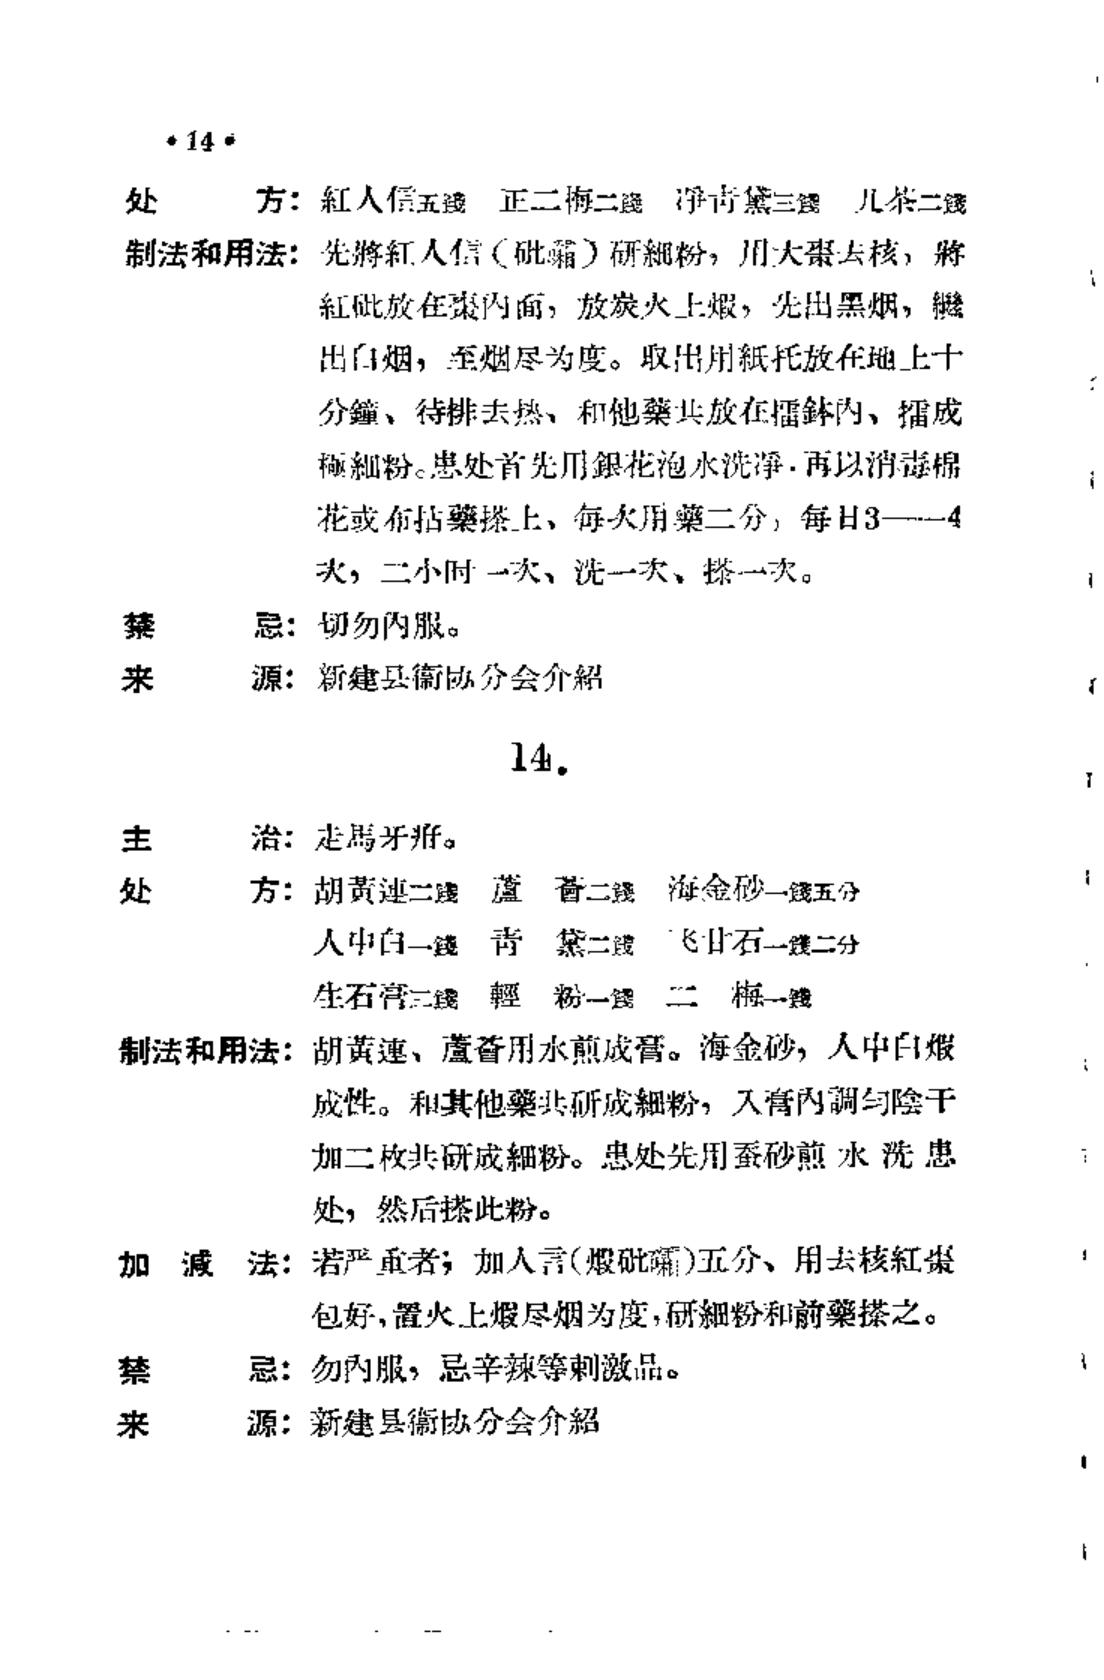 •14•
处　　方：紅人信五錢　正二梅二錢　凈青黛三錢　儿茶二錢
制法和用法：先將紅人信（砒霜）研細粉，用大棗去核，將
紅砒放在棗內面，放炭火上煅，先出黑烟，繼
出白烟，至烟尽为度。取出用紙托放在地上十
分鐘、待排去热、和他藥共放在擂鉢內、擂成
極細粉。患处首先用銀花泡水洗淨．再以消毒棉
花或布拈藥搽上、每次用藥二分，每日3——4
次，二小时一次、洗一次、搽一次。
禁　　忌：切勿內服。
来　　源：新建县衞协分会介紹
14.
主　　治：走馬牙疳。
处　　方：胡黃連二錢　蘆　薈二錢　海金砂一錢五分
人中白一錢　青　黛二錢　飞甘石一錢二分
生石膏三錢　輕　粉一錢　二　梅一錢
制法和用法：胡黃連、蘆薈用水煎成膏。海金砂，人中白煅
成性。和其他藥共研成細粉，入膏內調匀陰干
加二枚共研成細粉。患处先用蚕砂煎水洗患
处，然后搽此粉。
加減法：若严重者；加人言（煅砒霜）五分、用去核紅棗
包好，置火上煅尽烟为度，研細粉和前藥搽之。
禁　　忌：勿內服，忌辛辣等刺激品。
来　　源：新建县衞协分会介紹